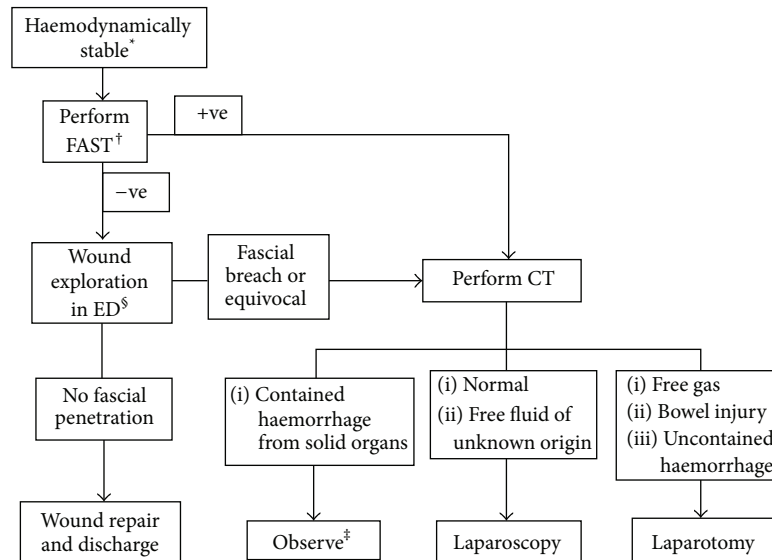 Haemodynamically
stable*
Perform
FAST†
+ve
−ve
Wound
exploration
in ED§
Fascial
breach or
equivocal
Perform CT
No fascial
penetration
(i) Contained
haemorrhage
from solid organs
(i) Normal
(ii) Free fluid of
unknown origin
(i) Free gas
(ii) Bowel injury
(iii) Uncontained
haemorrhage
Wound repair
and discharge
Observe‡
Laparoscopy
Laparotomy